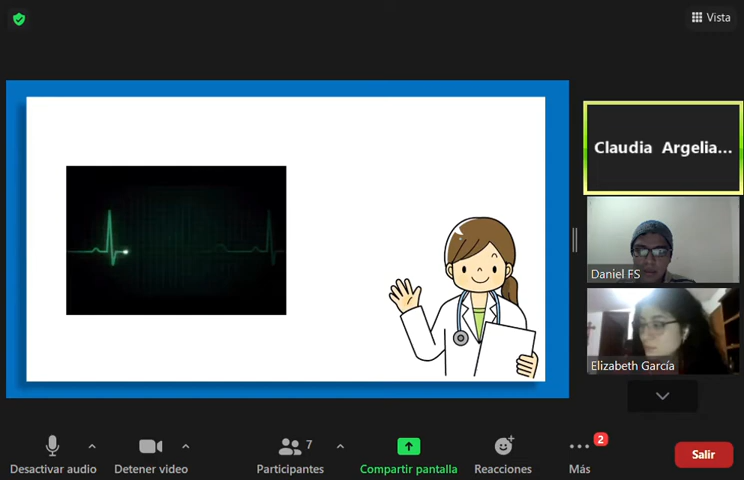 Vista
Claudia Argelia...
Daniel FS
Elizabeth García
7
2
Desactivar audio
Detener video
Participantes
Compartir pantalla
Reacciones
Más
Salir